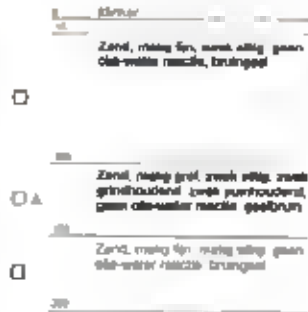 Zand, matig fijn, zwak siltig, geen
olie-water reactie, bruingeel
Zand, matig grof, zwak siltig, zwak
grindhoudend, zwak puinhoudend,
geen olie-water reactie, geelbruin
Zand, matig fijn, matig siltig, geen
olie-water reactie, bruingeel